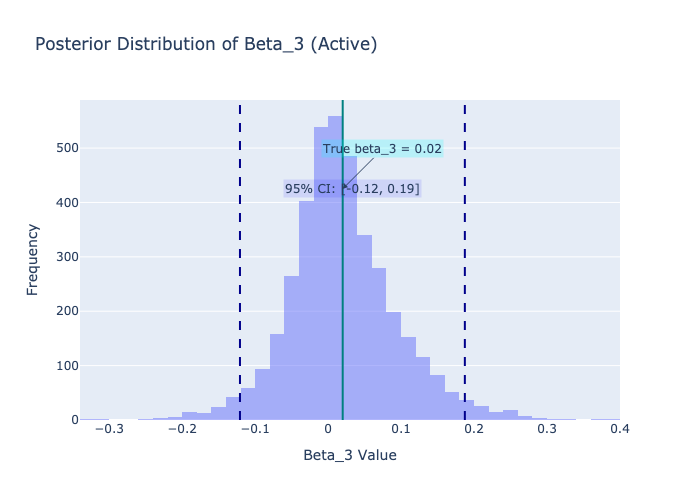 Posterior Distribution of Beta_3 (Active)
True beta_3 = 0.02
95% CI: [-0.12, 0.19]
Frequency
500
400
300
200
100
0
−0.3
−0.2
−0.1
0
0.1
0.2
0.3
0.4
Beta_3 Value